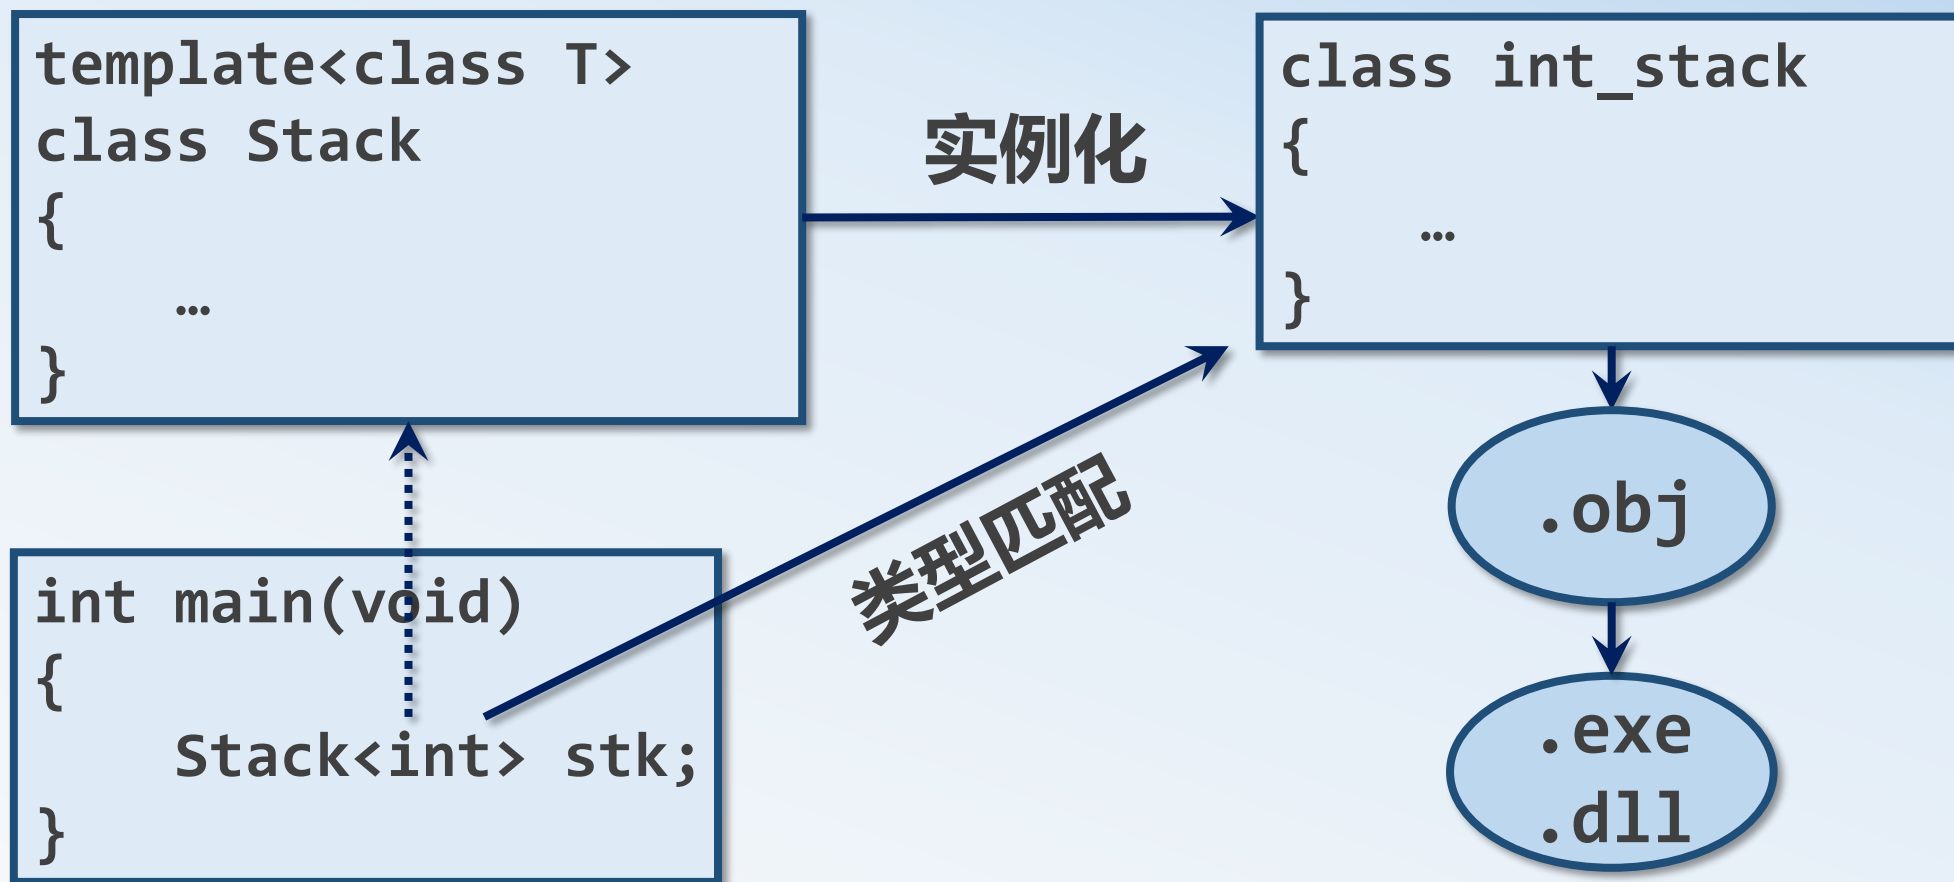 template<class T>
class Stack
{
…
}
实例化
class int_stack
{
…
}
类型匹配
int main(void)
{
Stack<int> stk;
}
.obj
.exe
.dll